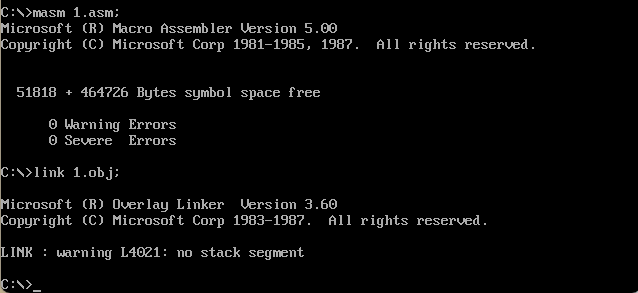 C:\>masm 1.asm;
Microsoft (R) Macro Assembler Version 5.00
Copyright (C) Microsoft Corp 1981-1985, 1987.  All rights reserved.
51818 + 464726 Bytes symbol space free
0 Warning Errors
0 Severe  Errors
C:\>link 1.obj;
Microsoft (R) Overlay Linker  Version 3.60
Copyright (C) Microsoft Corp 1983-1987.  All rights reserved.
LINK : warning L4021: no stack segment
C:\>_